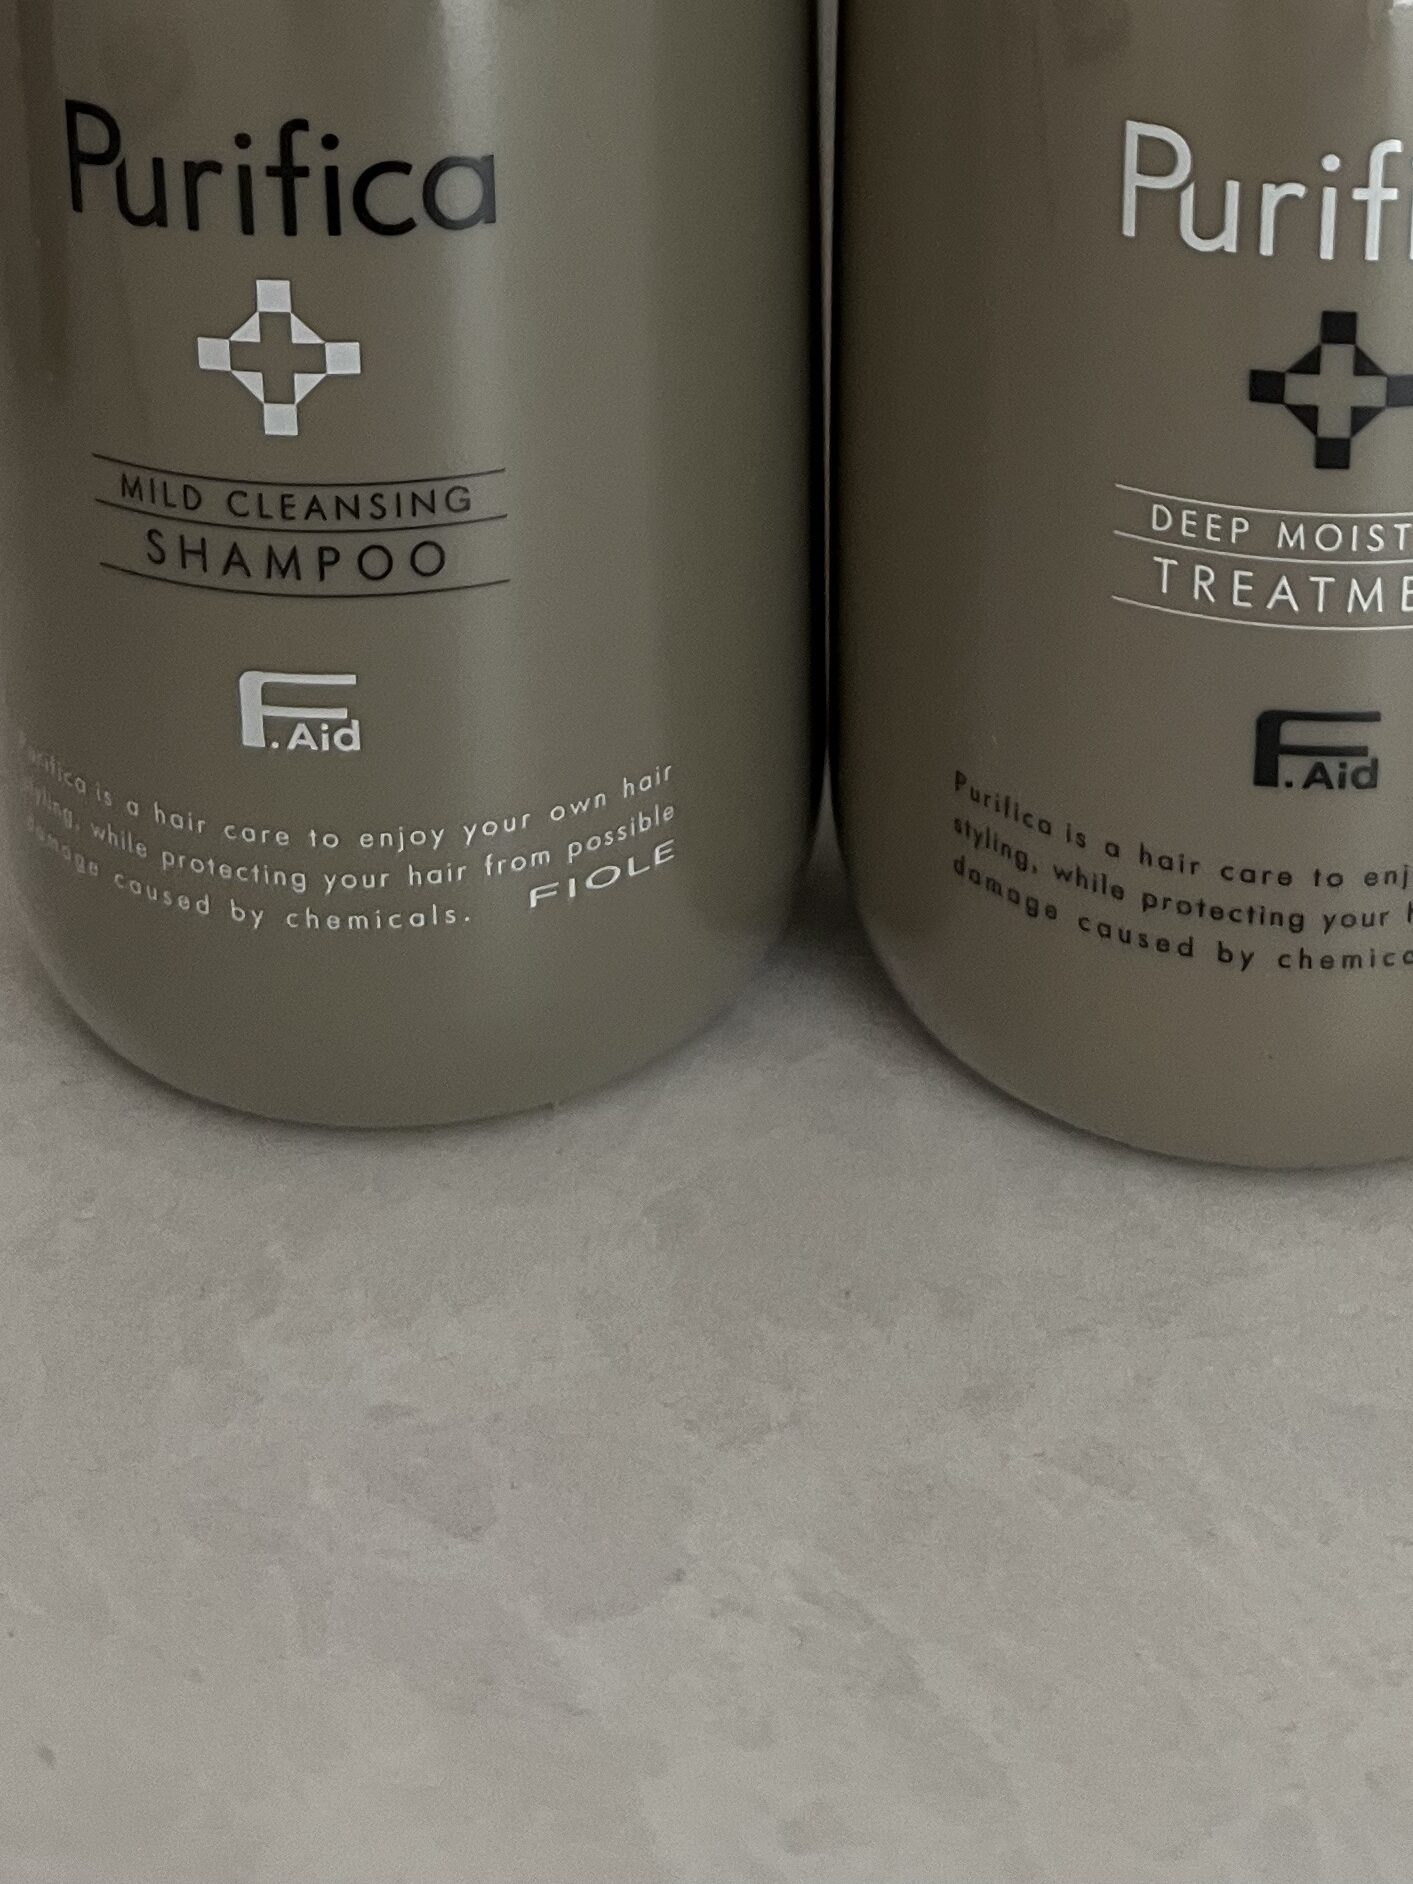 Purifica
MILD CLEANSING
SHAMPOO
F.Aid
Purifica is a hair care to enjoy your own hair
styling, while protecting your hair from possible
damage caused by chemicals.
FIOLE
Purif
DEEP MOIST
TREATME
F.Aid
Purifica is a hair care to enj
styling, while protecting your h
damage caused by chemic